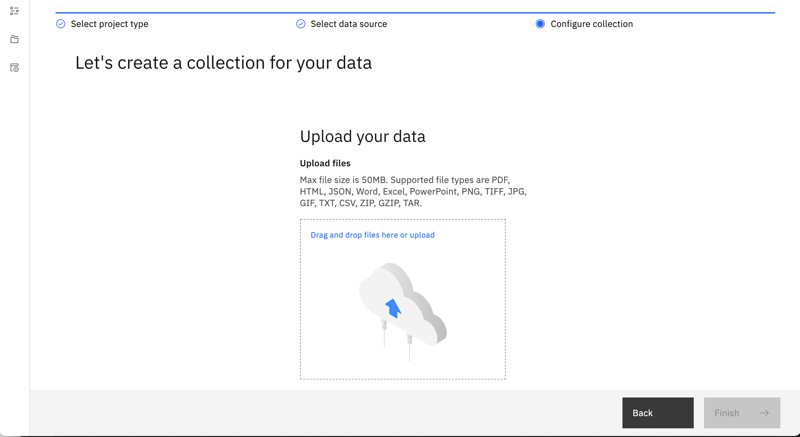 Select project type
Select data source
Configure collection
Let's create a collection for your data
Upload your data
Upload files
Max file size is 50MB. Supported file types are PDF,
HTML, JSON, Word, Excel, PowerPoint, PNG, TIFF, JPG,
GIF, TXT, CSV, ZIP, GZIP, TAR.
Drag and drop files here or upload
Back
Finish